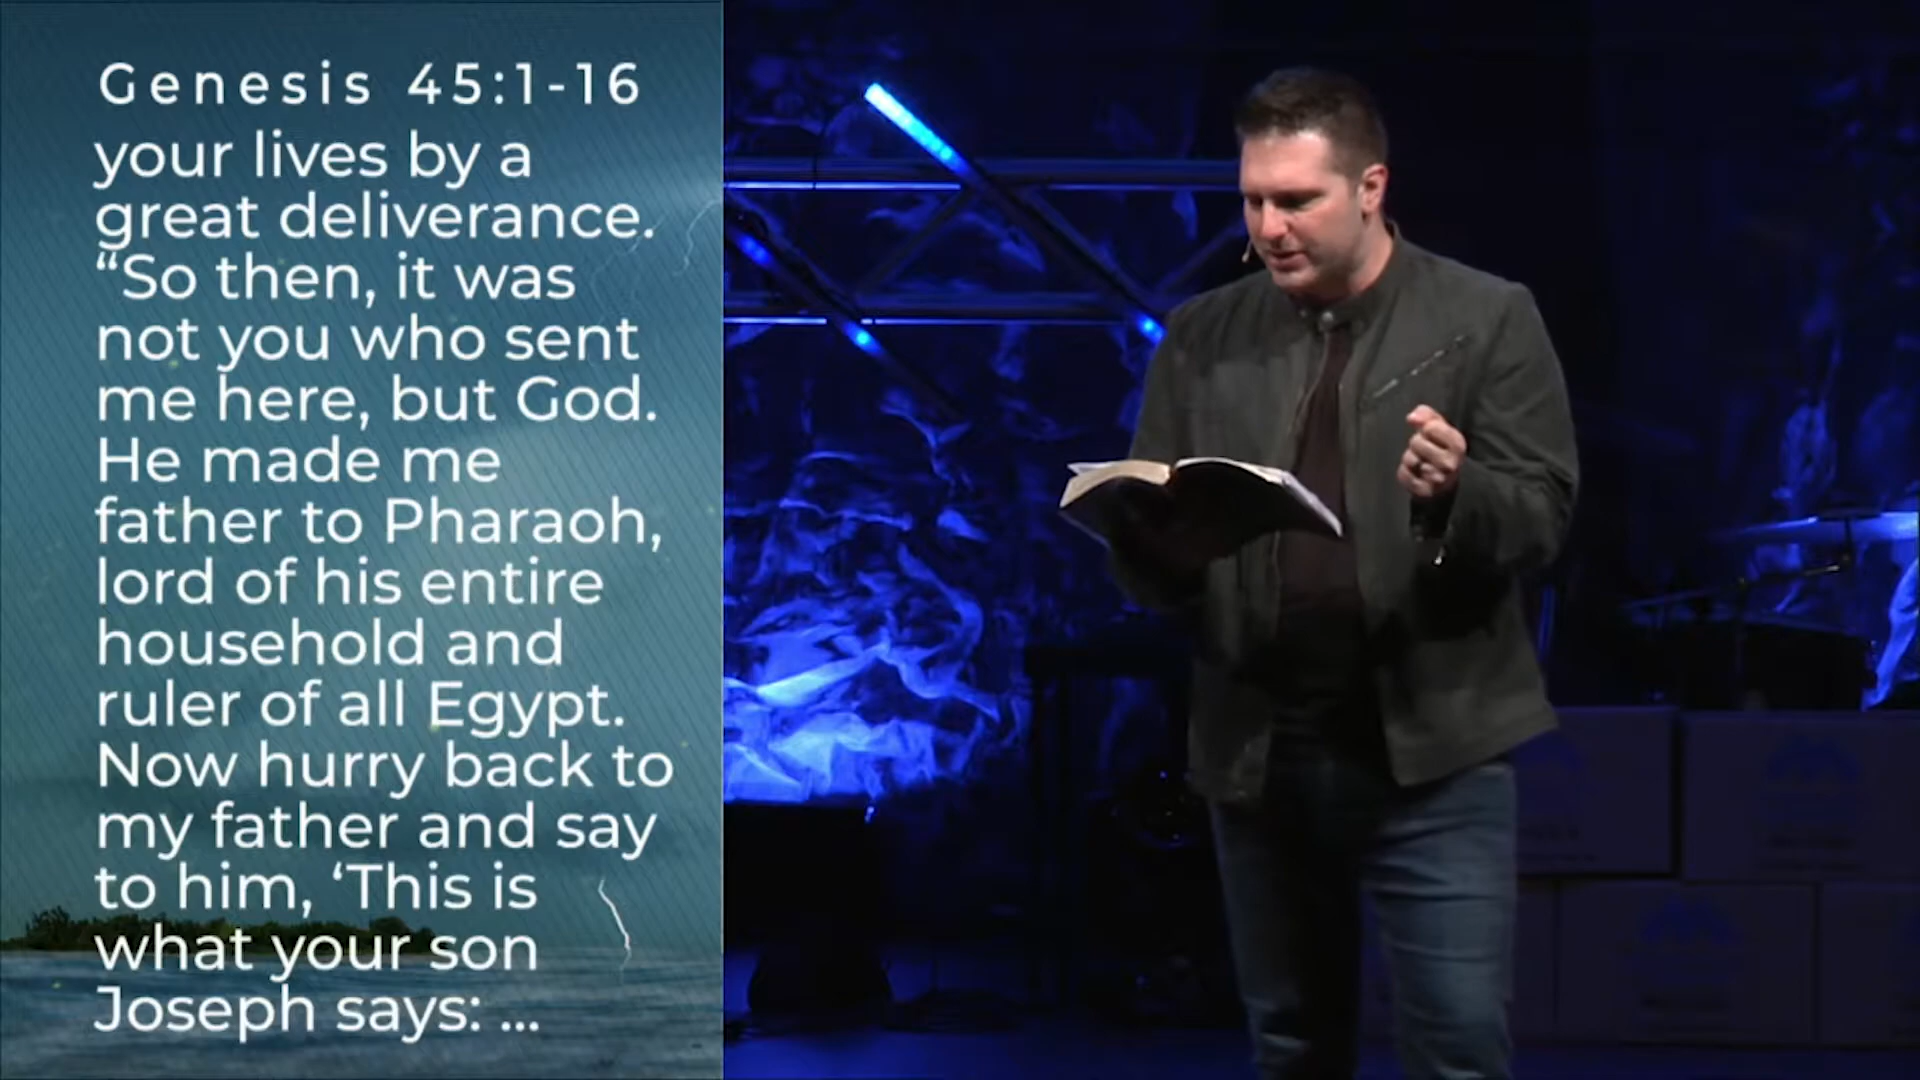 Genesis 45:1-16
your lives by a
great deliverance.
“So then, it was
not you who sent
me here, but God.
He made me
father to Pharaoh,
lord of his entire
household and
ruler of all Egypt.
Now hurry back to
my father and say
to him, ‘This is
what your son
Joseph says: ...